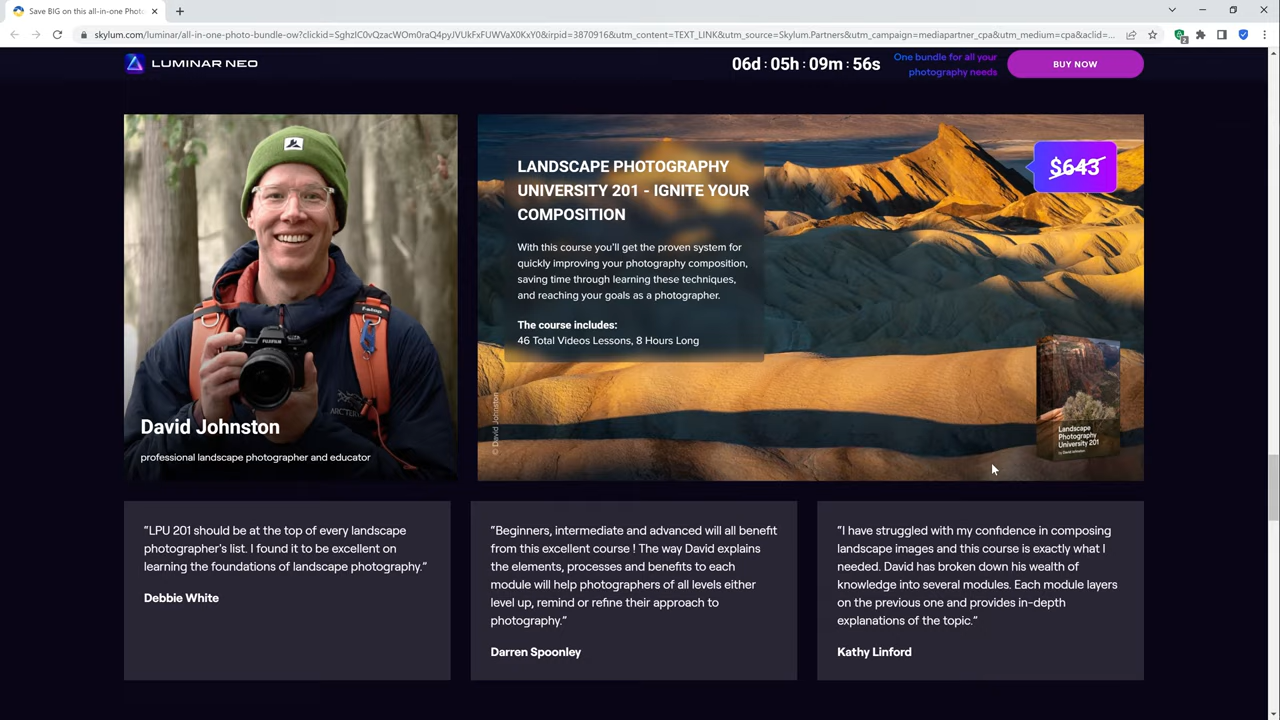 Save BIG on this all-in-one Photo
skylum.com/luminar/all-in-one-photo-bundle-ow?clickid=SghzIC0vQzacWOm0raQ4pyJVUkFxFUWVaX0KxY0&irpid=3870916&utm_content=TEXT_LINK&utm_source=Skylum.Partners&utm_campaign=mediapartner_cpa&utm_medium=cpa&aclid=...
2
LUMINAR NEO
06d : 05h : 09m : 56s
One bundle for all your
photography needs
BUY NOW
LANDSCAPE PHOTOGRAPHY
UNIVERSITY 201 - IGNITE YOUR
COMPOSITION
$643
With this course you'll get the proven system for
quickly improving your photography composition,
saving time through learning these techniques,
and reaching your goals as a photographer.
The course includes:
46 Total Videos Lessons, 8 Hours Long
© David Johnston
Landscape
Photography
University 201
by David Johnston
FUJIFILM
ARC'TERYX
David Johnston
professional landscape photographer and educator
“LPU 201 should be at the top of every landscape
photographer's list. I found it to be excellent on
learning the foundations of landscape photography.”
Debbie White
“Beginners, intermediate and advanced will all benefit
from this excellent course ! The way David explains
the elements, processes and benefits to each
module will help photographers of all levels either
level up, remind or refine their approach to
photography.”
Darren Spoonley
“I have struggled with my confidence in composing
landscape images and this course is exactly what I
needed. David has broken down his wealth of
knowledge into several modules. Each module layers
on the previous one and provides in-depth
explanations of the topic.”
Kathy Linford